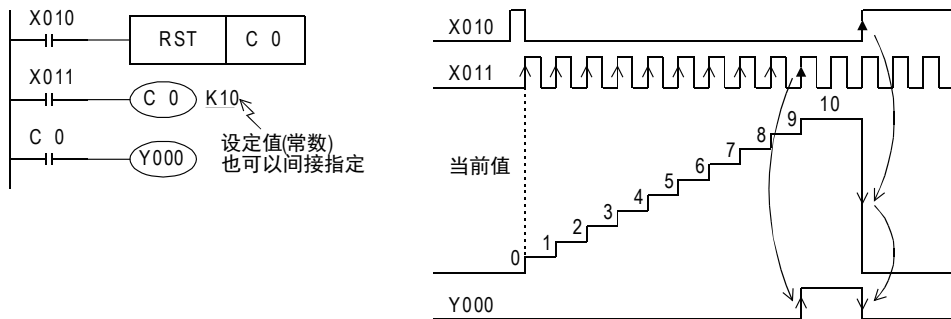 X010
RST C 0
X011
C 0 K10
设定值(常数)
也可以间接指定
C 0
Y000
X010
X011
当前值
0
1
2
3
4
5
6
7
8
9
10
Y000